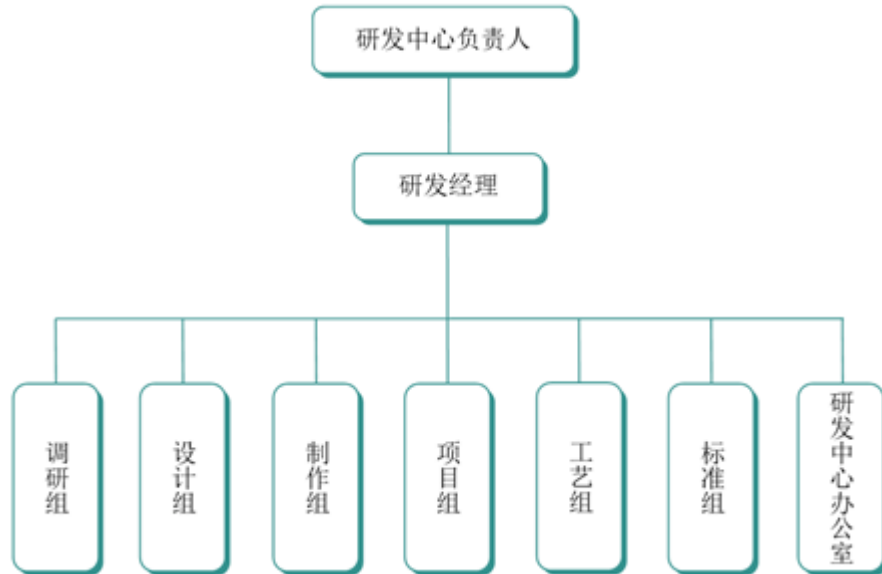 研发中心负责人
研发经理
调研组
设计组
制作组
项目组
工艺组
标准组
研发中心办公室